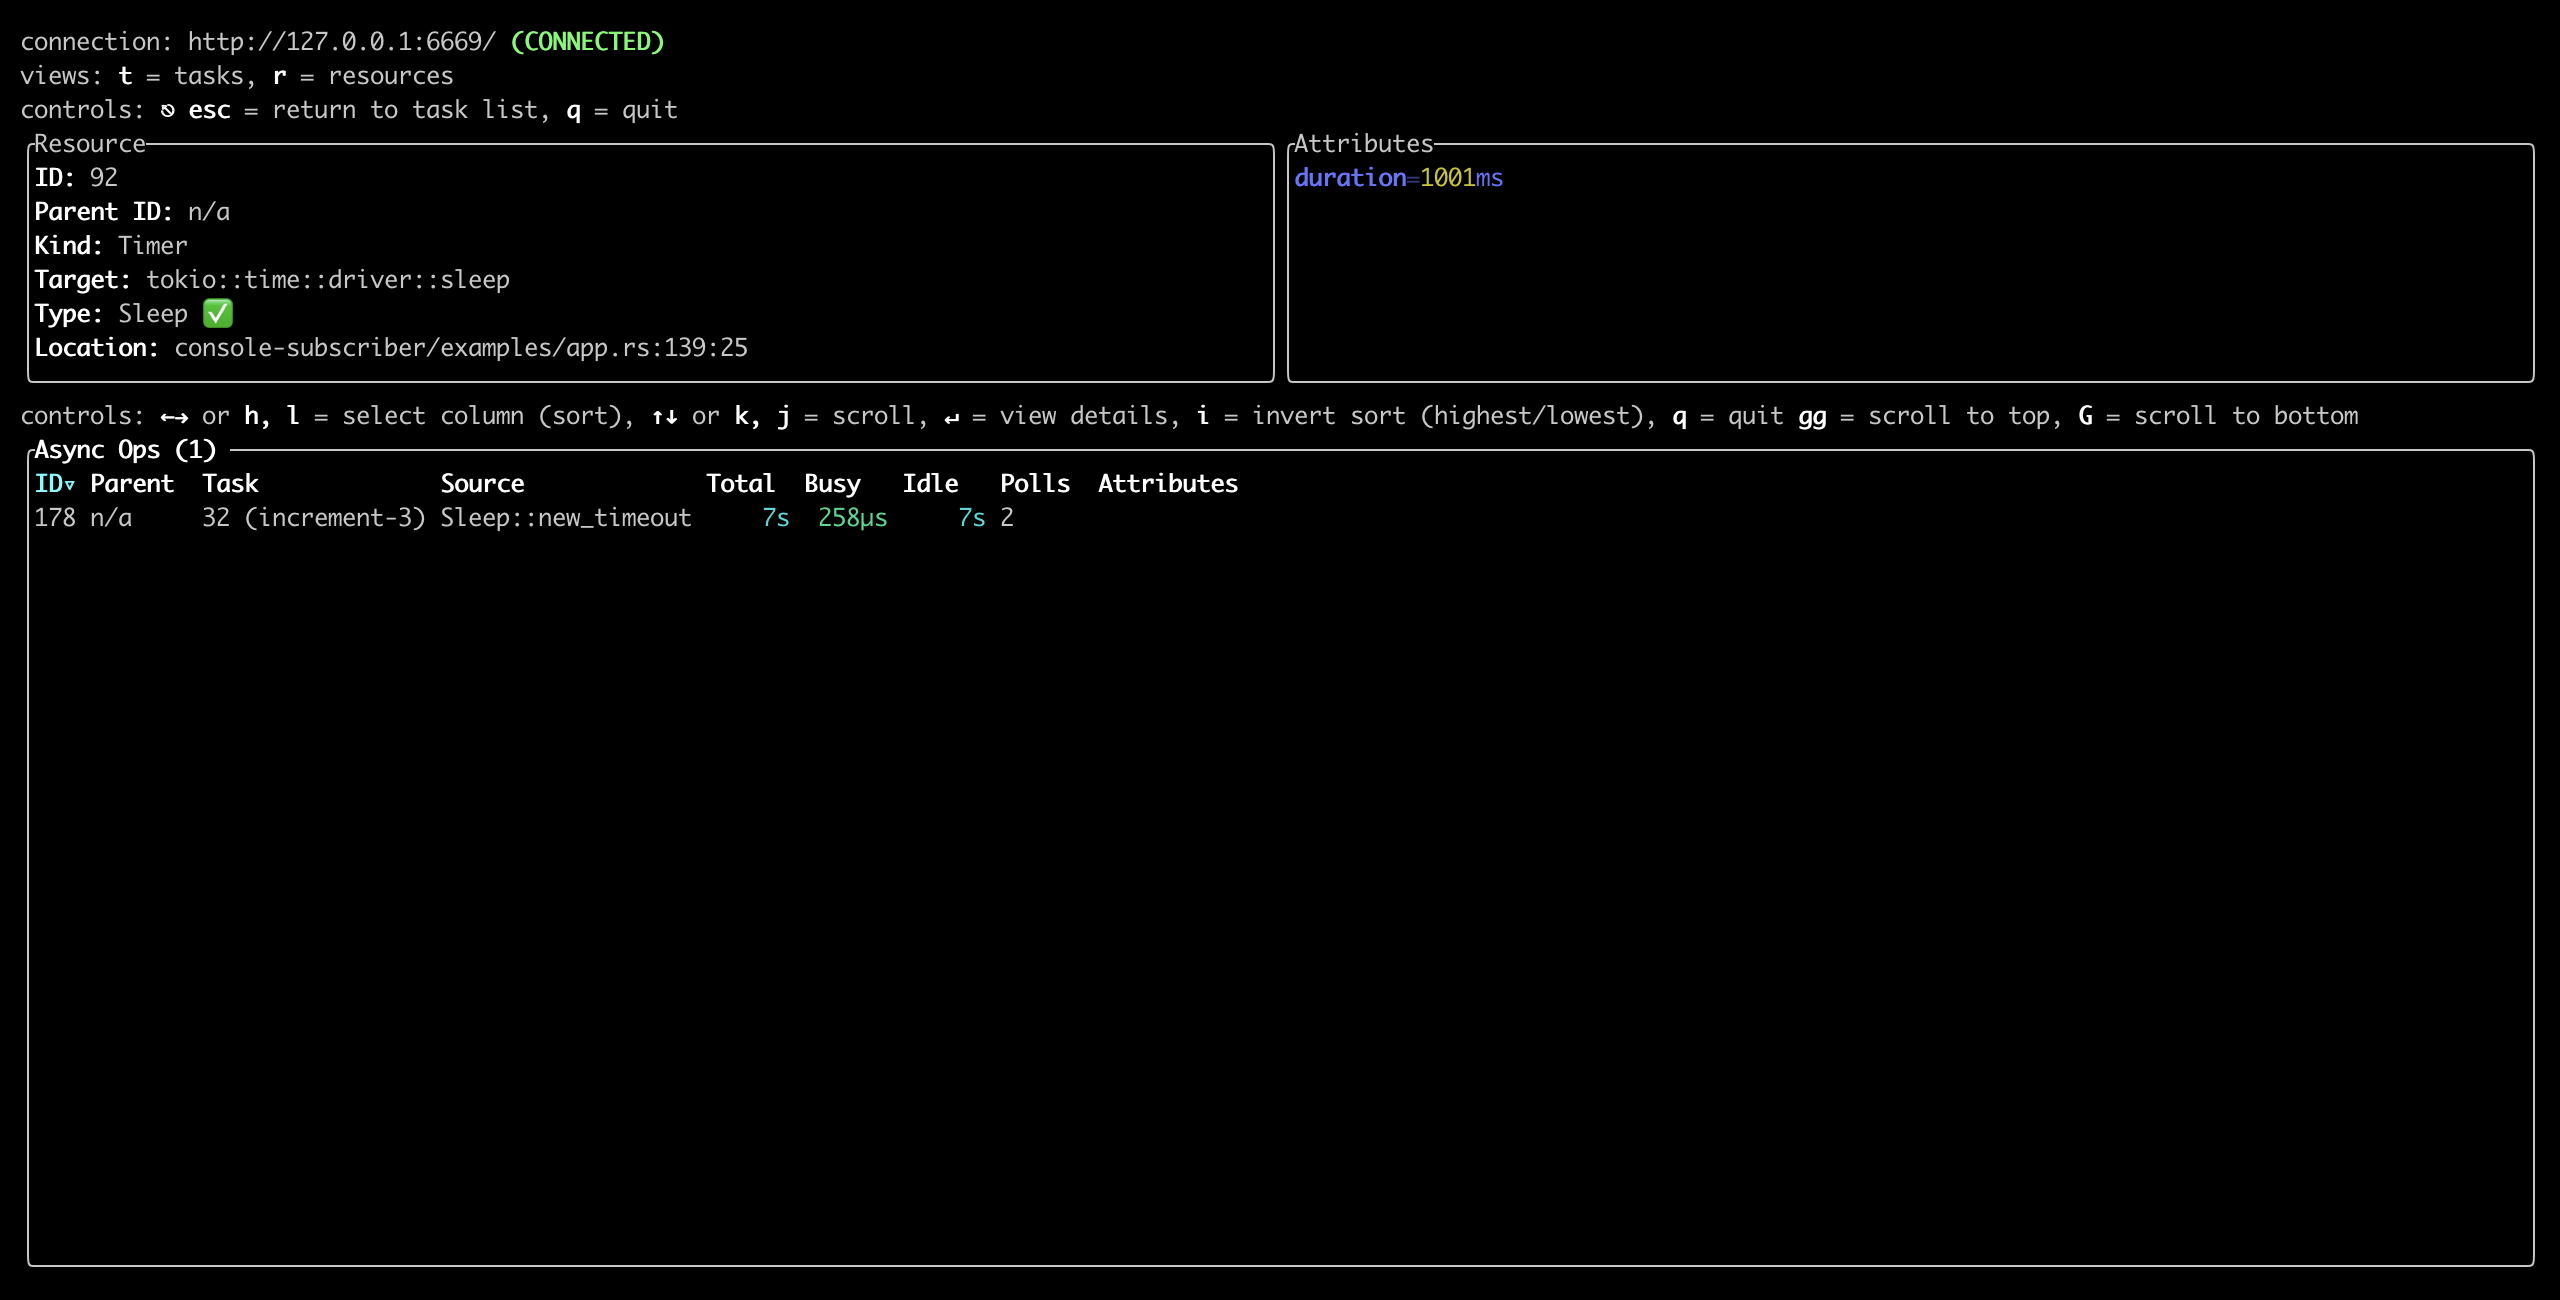 connection: http://127.0.0.1:6669/ (CONNECTED)
views: t = tasks, r = resources
controls: ⎋ esc = return to task list, q = quit
Resource
ID: 92
Parent ID: n/a
Kind: Timer
Target: tokio::time::driver::sleep
Type: Sleep ✅
Location: console-subscriber/examples/app.rs:139:25
Attributes
duration=1001ms
controls: ←→ or h, l = select column (sort), ↑↓ or k, j = scroll, ↵ = view details, i = invert sort (highest/lowest), q = quit gg = scroll to top, G = scroll to bottom
Async Ops (1)
ID▿ Parent Task Source Total Busy Idle Polls Attributes
178 n/a 32 (increment-3) Sleep::new_timeout 7s 258µs 7s 2